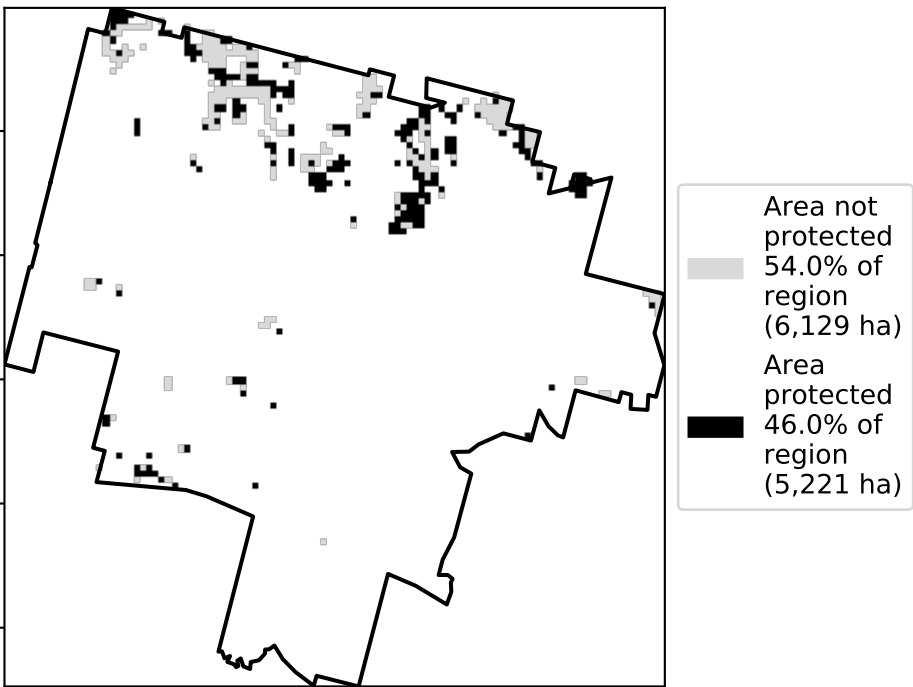 Area not
protected
54.0% of
region
(6,129 ha)
Area
protected
46.0% of
region
(5,221 ha)